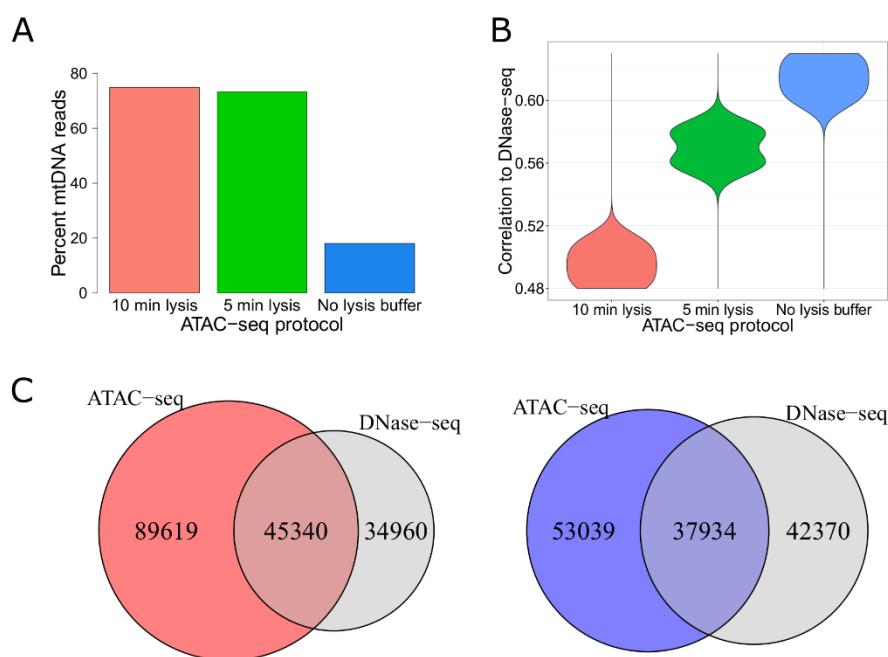 A
Percent mtDNA reads
80
60
40
20
0
10 min lysis 5 min lysis No lysis buffer
ATAC−seq protocol
B
Correlation to DNase−seq
0.60
0.56
0.52
0.48
10 min lysis 5 min lysis No lysis buffer
ATAC−seq protocol
C
ATAC−seq
DNase−seq
89619 45340 34960
ATAC−seq
DNase−seq
53039 37934 42370